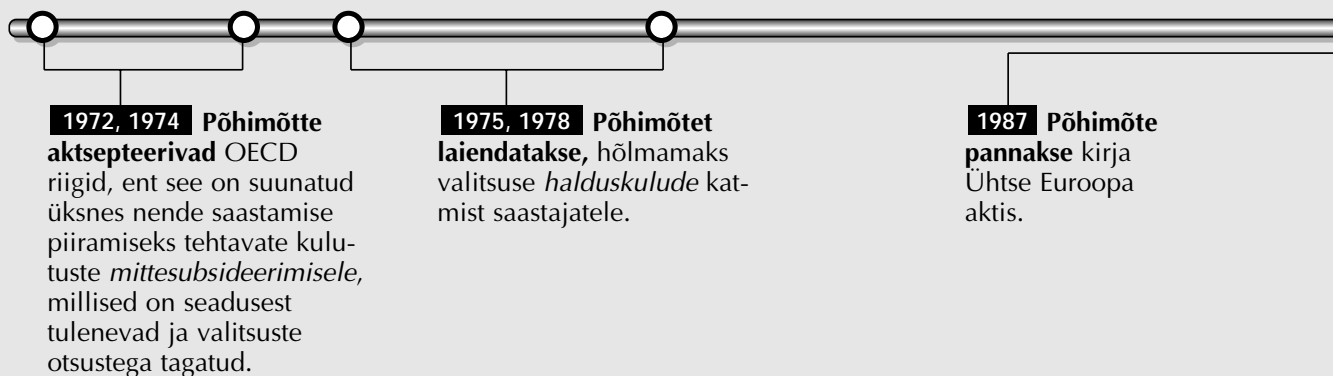 1972, 1974 Põhimõtte
aktsepteerivad OECD
riigid, ent see on suunatud
üksnes nende saastamise
piiramiseks tehtavate kulu-
tuste mittesubsideerimisele,
millised on seadusest
tulenevad ja valitsuste
otsustega tagatud.
1975, 1978 Põhimõtet
laiendatakse, hõlmamaks
valitsuse halduskulude kat-
mist saastajatele.
1987 Põhimõte
pannakse kirja
Ühtse Euroopa
aktis.